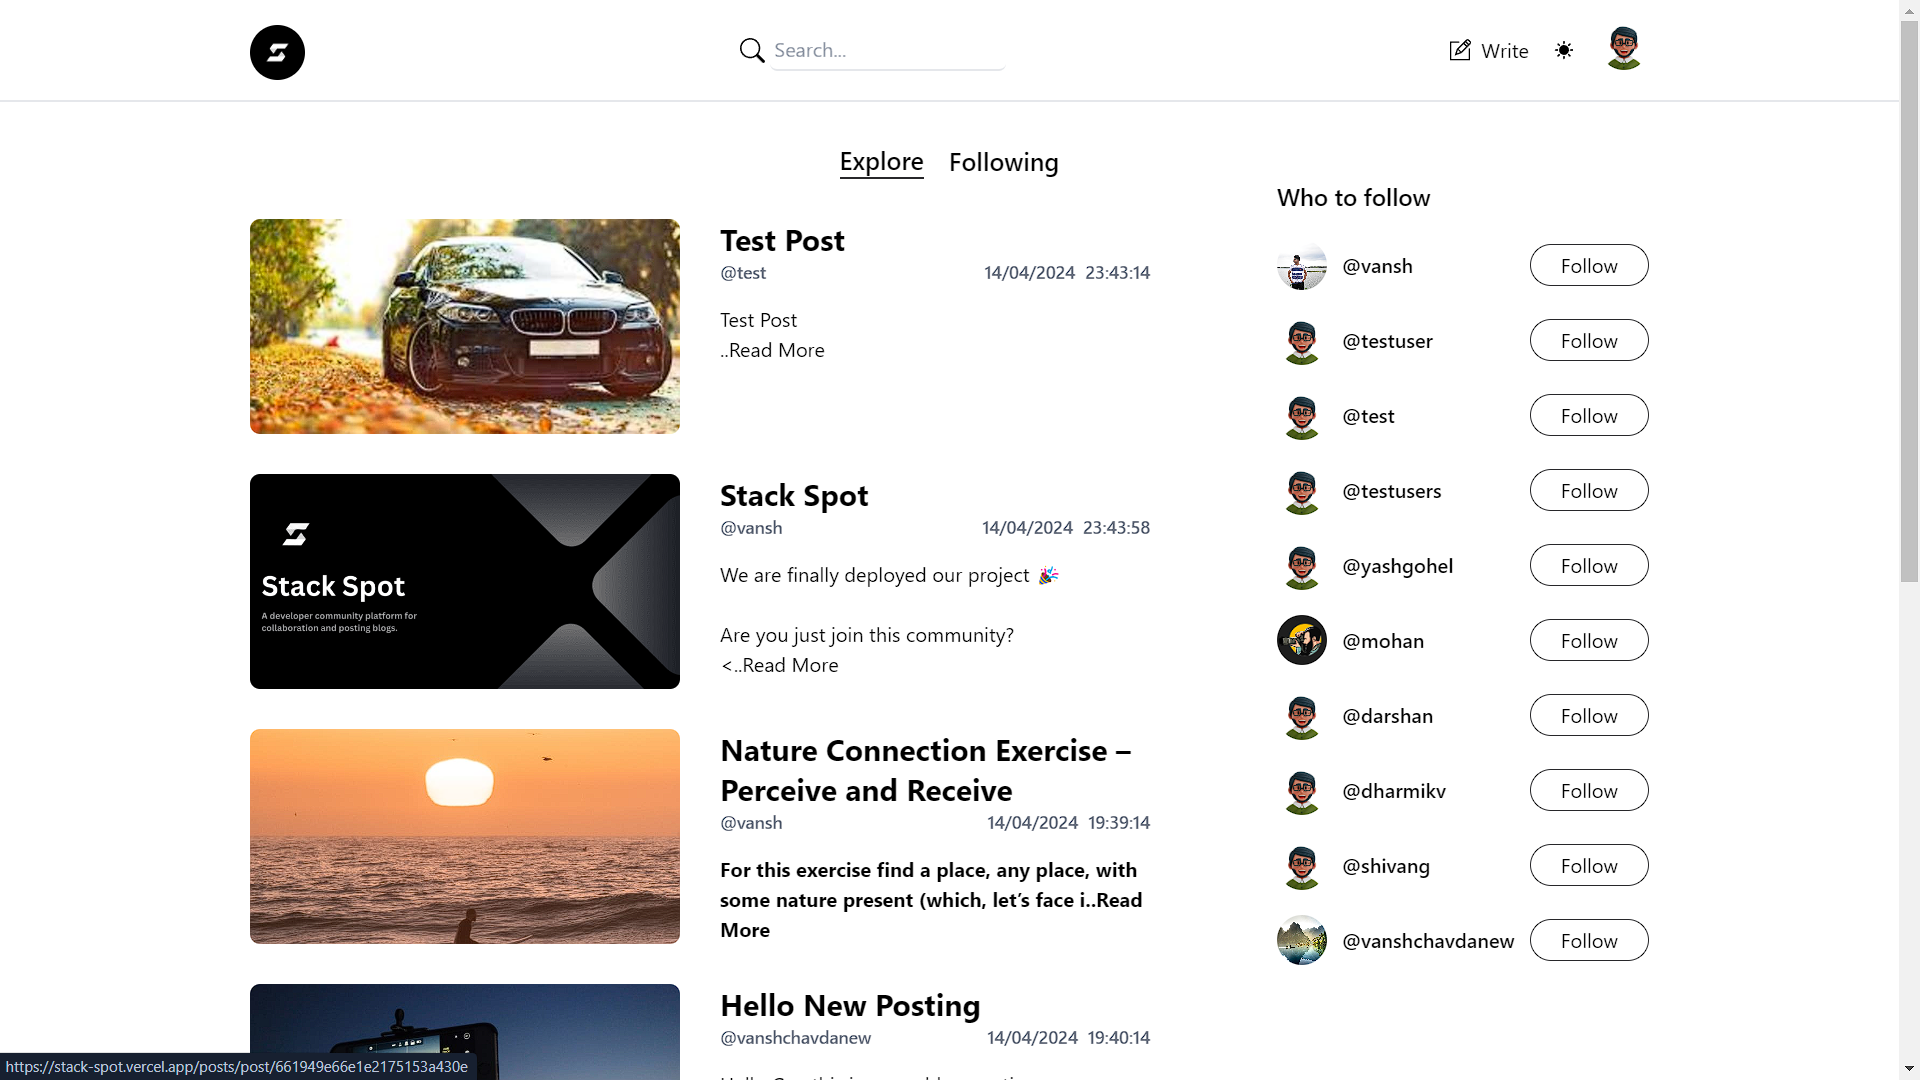 Search...
Write
Explore
Following
Test Post
@test
14/04/2024 23:43:14
Test Post
..Read More
Stack Spot
A developer community platform for
collaboration and posting blogs.
Stack Spot
@vansh
14/04/2024 23:43:58
We are finally deployed our project 🎉
Are you just join this community?
<..Read More
Nature Connection Exercise –
Perceive and Receive
@vansh
14/04/2024 19:39:14
For this exercise find a place, any place, with
some nature present (which, let’s face i..Read
More
Hello New Posting
@vanshchavdanew
14/04/2024 19:40:14
Who to follow
@vansh
Follow
@testuser
Follow
@test
Follow
@testusers
Follow
@yashgohel
Follow
@mohan
Follow
@darshan
Follow
@dharmikv
Follow
@shivang
Follow
@vanshchavdanew
Follow
https://stack-spot.vercel.app/posts/post/661949e66e1e2175153a430e